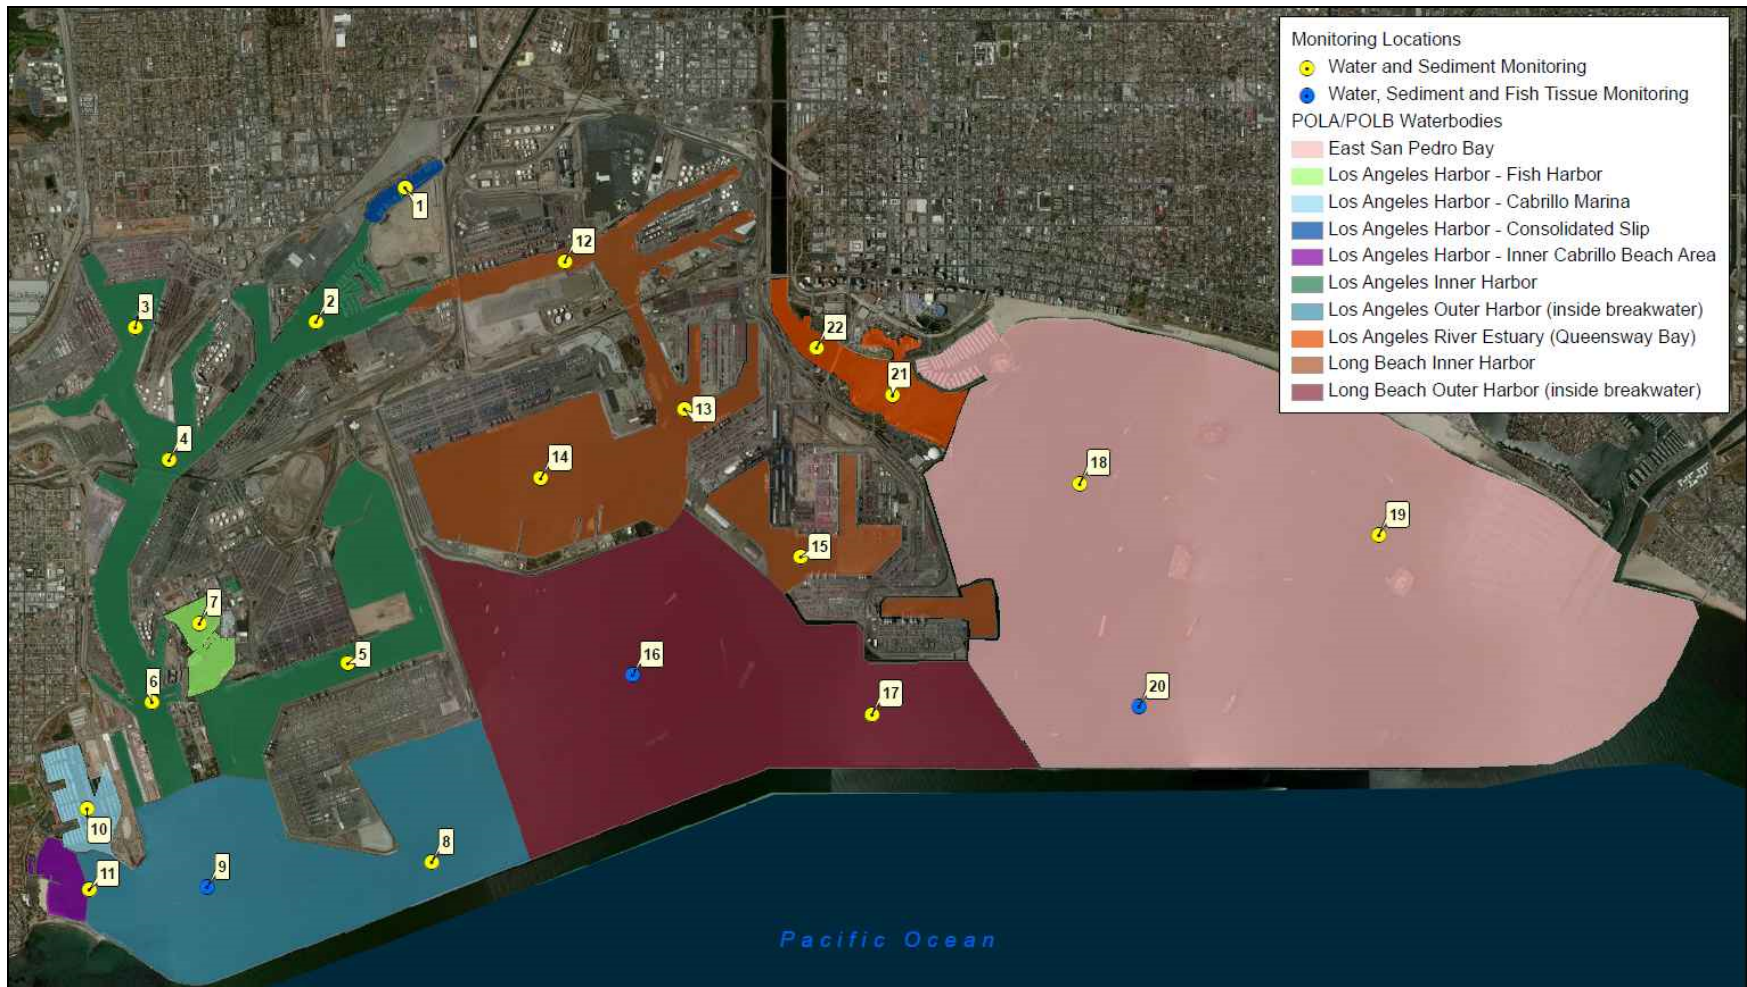 Monitoring Locations
Water and Sediment Monitoring
Water, Sediment and Fish Tissue Monitoring
POLA/POLB Waterbodies
East San Pedro Bay
Los Angeles Harbor - Fish Harbor
Los Angeles Harbor - Cabrillo Marina
Los Angeles Harbor - Consolidated Slip
Los Angeles Harbor - Inner Cabrillo Beach Area
Los Angeles Inner Harbor
Los Angeles Outer Harbor (inside breakwater)
Los Angeles River Estuary (Queensway Bay)
Long Beach Inner Harbor
Long Beach Outer Harbor (inside breakwater)
1
12
2
3
22
21
13
4
14
18
19
15
7
5
16
6
20
17
10
8
9
11
Pacific Ocean